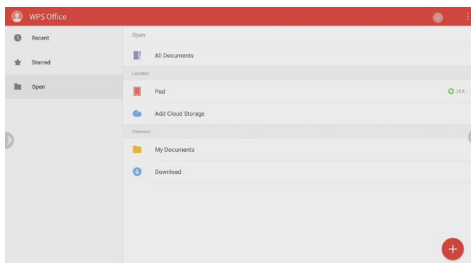 WPS Office
Recent
Starred
Open
Open
All Documents
Location
Pad
Add Cloud Storage
Common
My Documents
Download